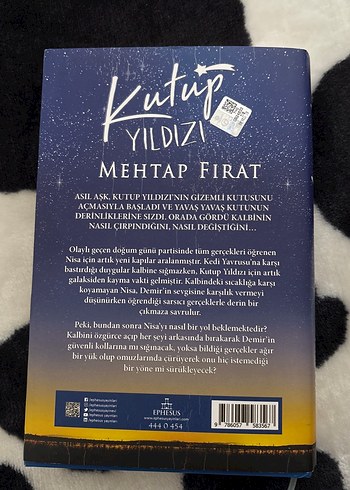 Kutup
YILDIZI
MEHTAP FIRAT
ASIL AŞK, KUTUP YILDIZI'NIN GİZEMLİ KUTUSUNU
AÇMASIYLA BAŞLADI VE YAVAŞ YAVAŞ KUTUNUN
DERİNLİKLERİNE SIZDI. ORADA GÖRDÜ KALBİNİN
NASIL ÇIRPINDIĞINI, NASIL DEĞİŞTİĞİNİ…
Olaylı geçen doğum günü partisinde tüm gerçekleri öğrenen
Nisa için artık yeni kapılar aralanmıştır. Kedi Yavrusu'na karşı
bastırdığı duygular kalbine sığmazken, Kutup Yıldızı için artık
galaksiden kayma vakti gelmiştir. Kalbindeki sıcaklığa karşı
koyamayan Nisa, Demir'in sevgisine karşılık vermeyi
düşünürken öğrendiği sarsıcı gerçeklerle derin bir
çıkmaza savrulur.
Peki, bundan sonra Nisa'yı nasıl bir yol beklemektedir?
Kalbini özgürce açıp her şeyi arkasında bırakarak Demir'in
güvenli kollarına mı sığınacak, yoksa bildiği gerçekler ağır
bir yük olup omuzlarında çürüyerek onu hiç istemediği
bir yöne mi sürükleyecek?
EPHESUS
444 0 454
9 786057 583567